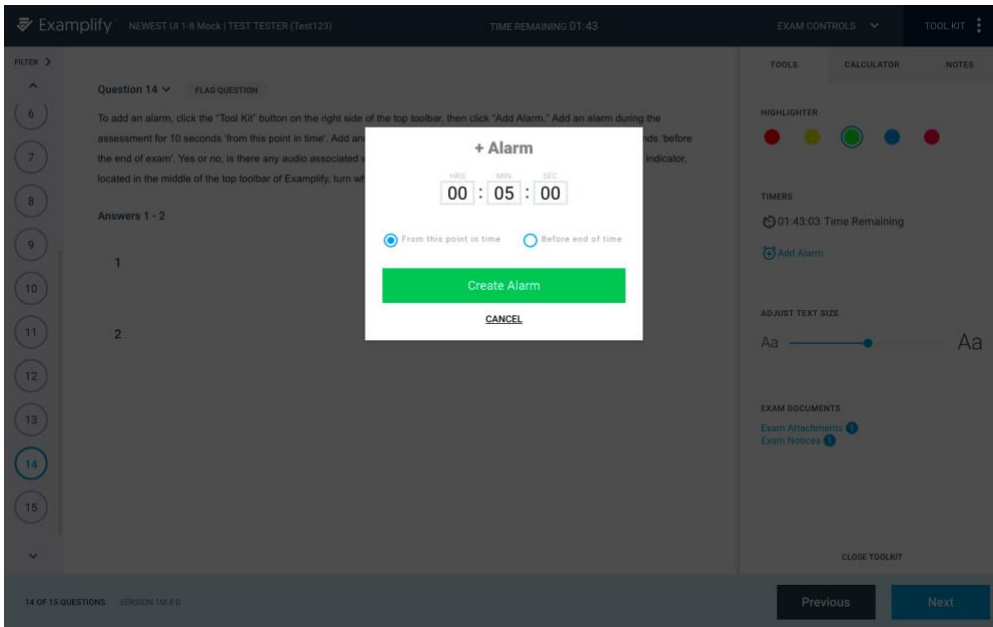 Examplify NEWEST UI 1-8 Mock | TEST TESTER (Test123) TIME REMAINING 01:43 EXAM CONTROLS TOOL KIT
FILTER
TOOLS CALCULATOR NOTES
Question 14 FLAG QUESTION
To add an alarm, click the "Tool Kit" button on the right side of the top toolbar, then click "Add Alarm." Add an alarm during the
assessment for 10 seconds 'from this point in time'. Add an
nds 'before
the end of exam'. Yes or no, is there any audio associated
indicator,
located in the middle of the top toolbar of Examplify, turn
Answers 1 - 2
1
2
6
7
8
9
10
11
12
13
14
15
+ Alarm
HRS MIN SEC
00 : 05 : 00
From this point in time Before end of time
Create Alarm
CANCEL
HIGHLIGHTER
TIMERS
01:43:03 Time Remaining
Add Alarm
ADJUST TEXT SIZE
Aa Aa
EXAM DOCUMENTS
Exam Attachments 1
Exam Notices 1
CLOSE TOOLKIT
14 OF 15 QUESTIONS VERSION 1M.8.0
Previous Next